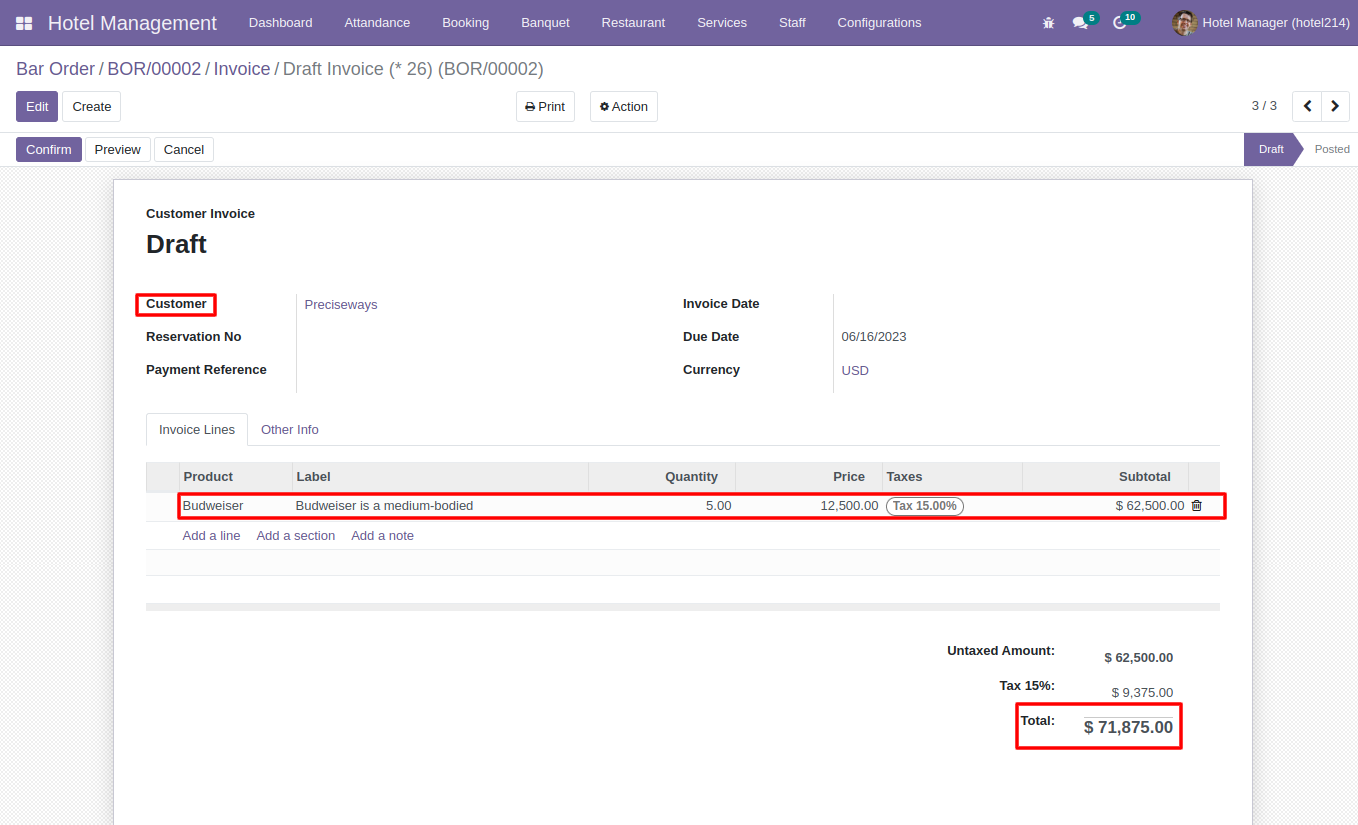 Hotel Management Dashboard Attandance Booking Banquet Restaurant Services Staff Configurations 5 10 Hotel Manager (hotel214)
Bar Order / BOR/00002 / Invoice / Draft Invoice (* 26) (BOR/00002)
Edit Create Print Action 3 / 3
Confirm Preview Cancel Draft Posted
Customer Invoice
Draft
Customer Preciseways Invoice Date
Reservation No Due Date 06/16/2023
Payment Reference Currency USD
Invoice Lines Other Info
Product Label Quantity Price Taxes Subtotal
Budweiser Budweiser is a medium-bodied 5.00 12,500.00 Tax 15.00% $ 62,500.00
Add a line Add a section Add a note
Untaxed Amount: $ 62,500.00
Tax 15%: $ 9,375.00
Total: $ 71,875.00